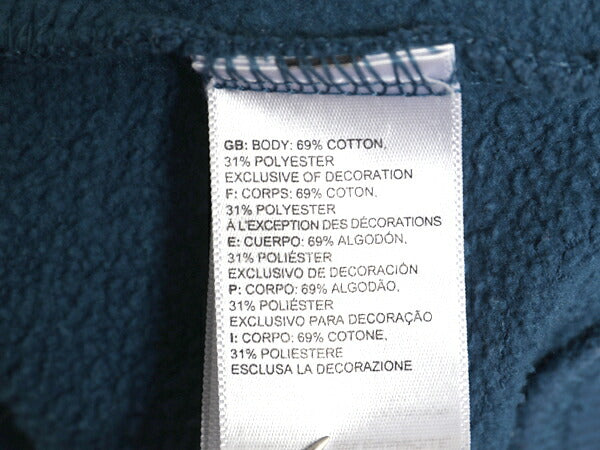 GB: BODY: 69% COTTON,
31% POLYESTER
EXCLUSIVE OF DECORATION
F: CORPS: 69% COTON,
31% POLYESTER
À L'EXCEPTION DES DÉCORATIONS
E: CUERPO: 69% ALGODÓN,
31% POLIÉSTER
EXCLUSIVO DE DECORACIÓN
P: CORPO: 69% ALGODÃO,
31% POLIÉSTER
EXCLUSIVO PARA DECORAÇÃO
I: CORPO: 69% COTONE,
31% POLIESTERE
ESCLUSA LA DECORAZIONE